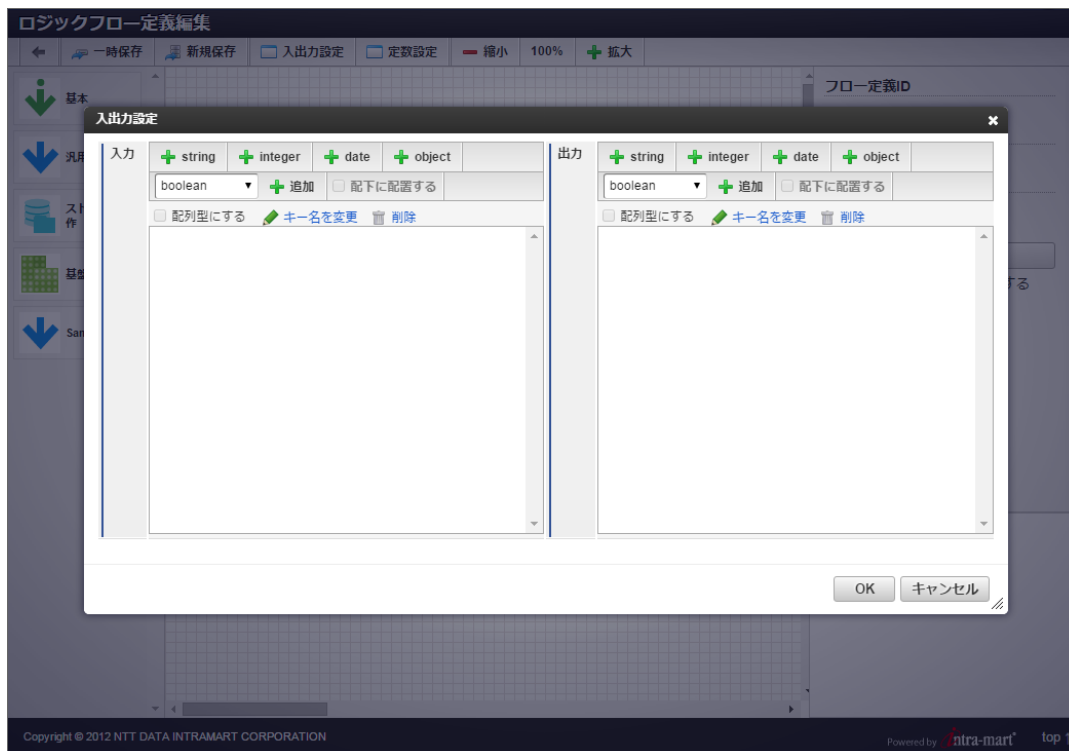 ロジックフロー定義編集
一時保存 新規保存 入出力設定 定数設定 縮小 100% 拡大
基本
フロー定義ID
入出力設定
入力 string integer date object
boolean 追加 配下に配置する
配列型にする キー名を変更 削除
出力 string integer date object
boolean 追加 配下に配置する
配列型にする キー名を変更 削除
汎用
スト
作
基盤
San
する
OK キャンセル
Copyright © 2012 NTT DATA INTRAMART CORPORATION
Powered by intra-mart top